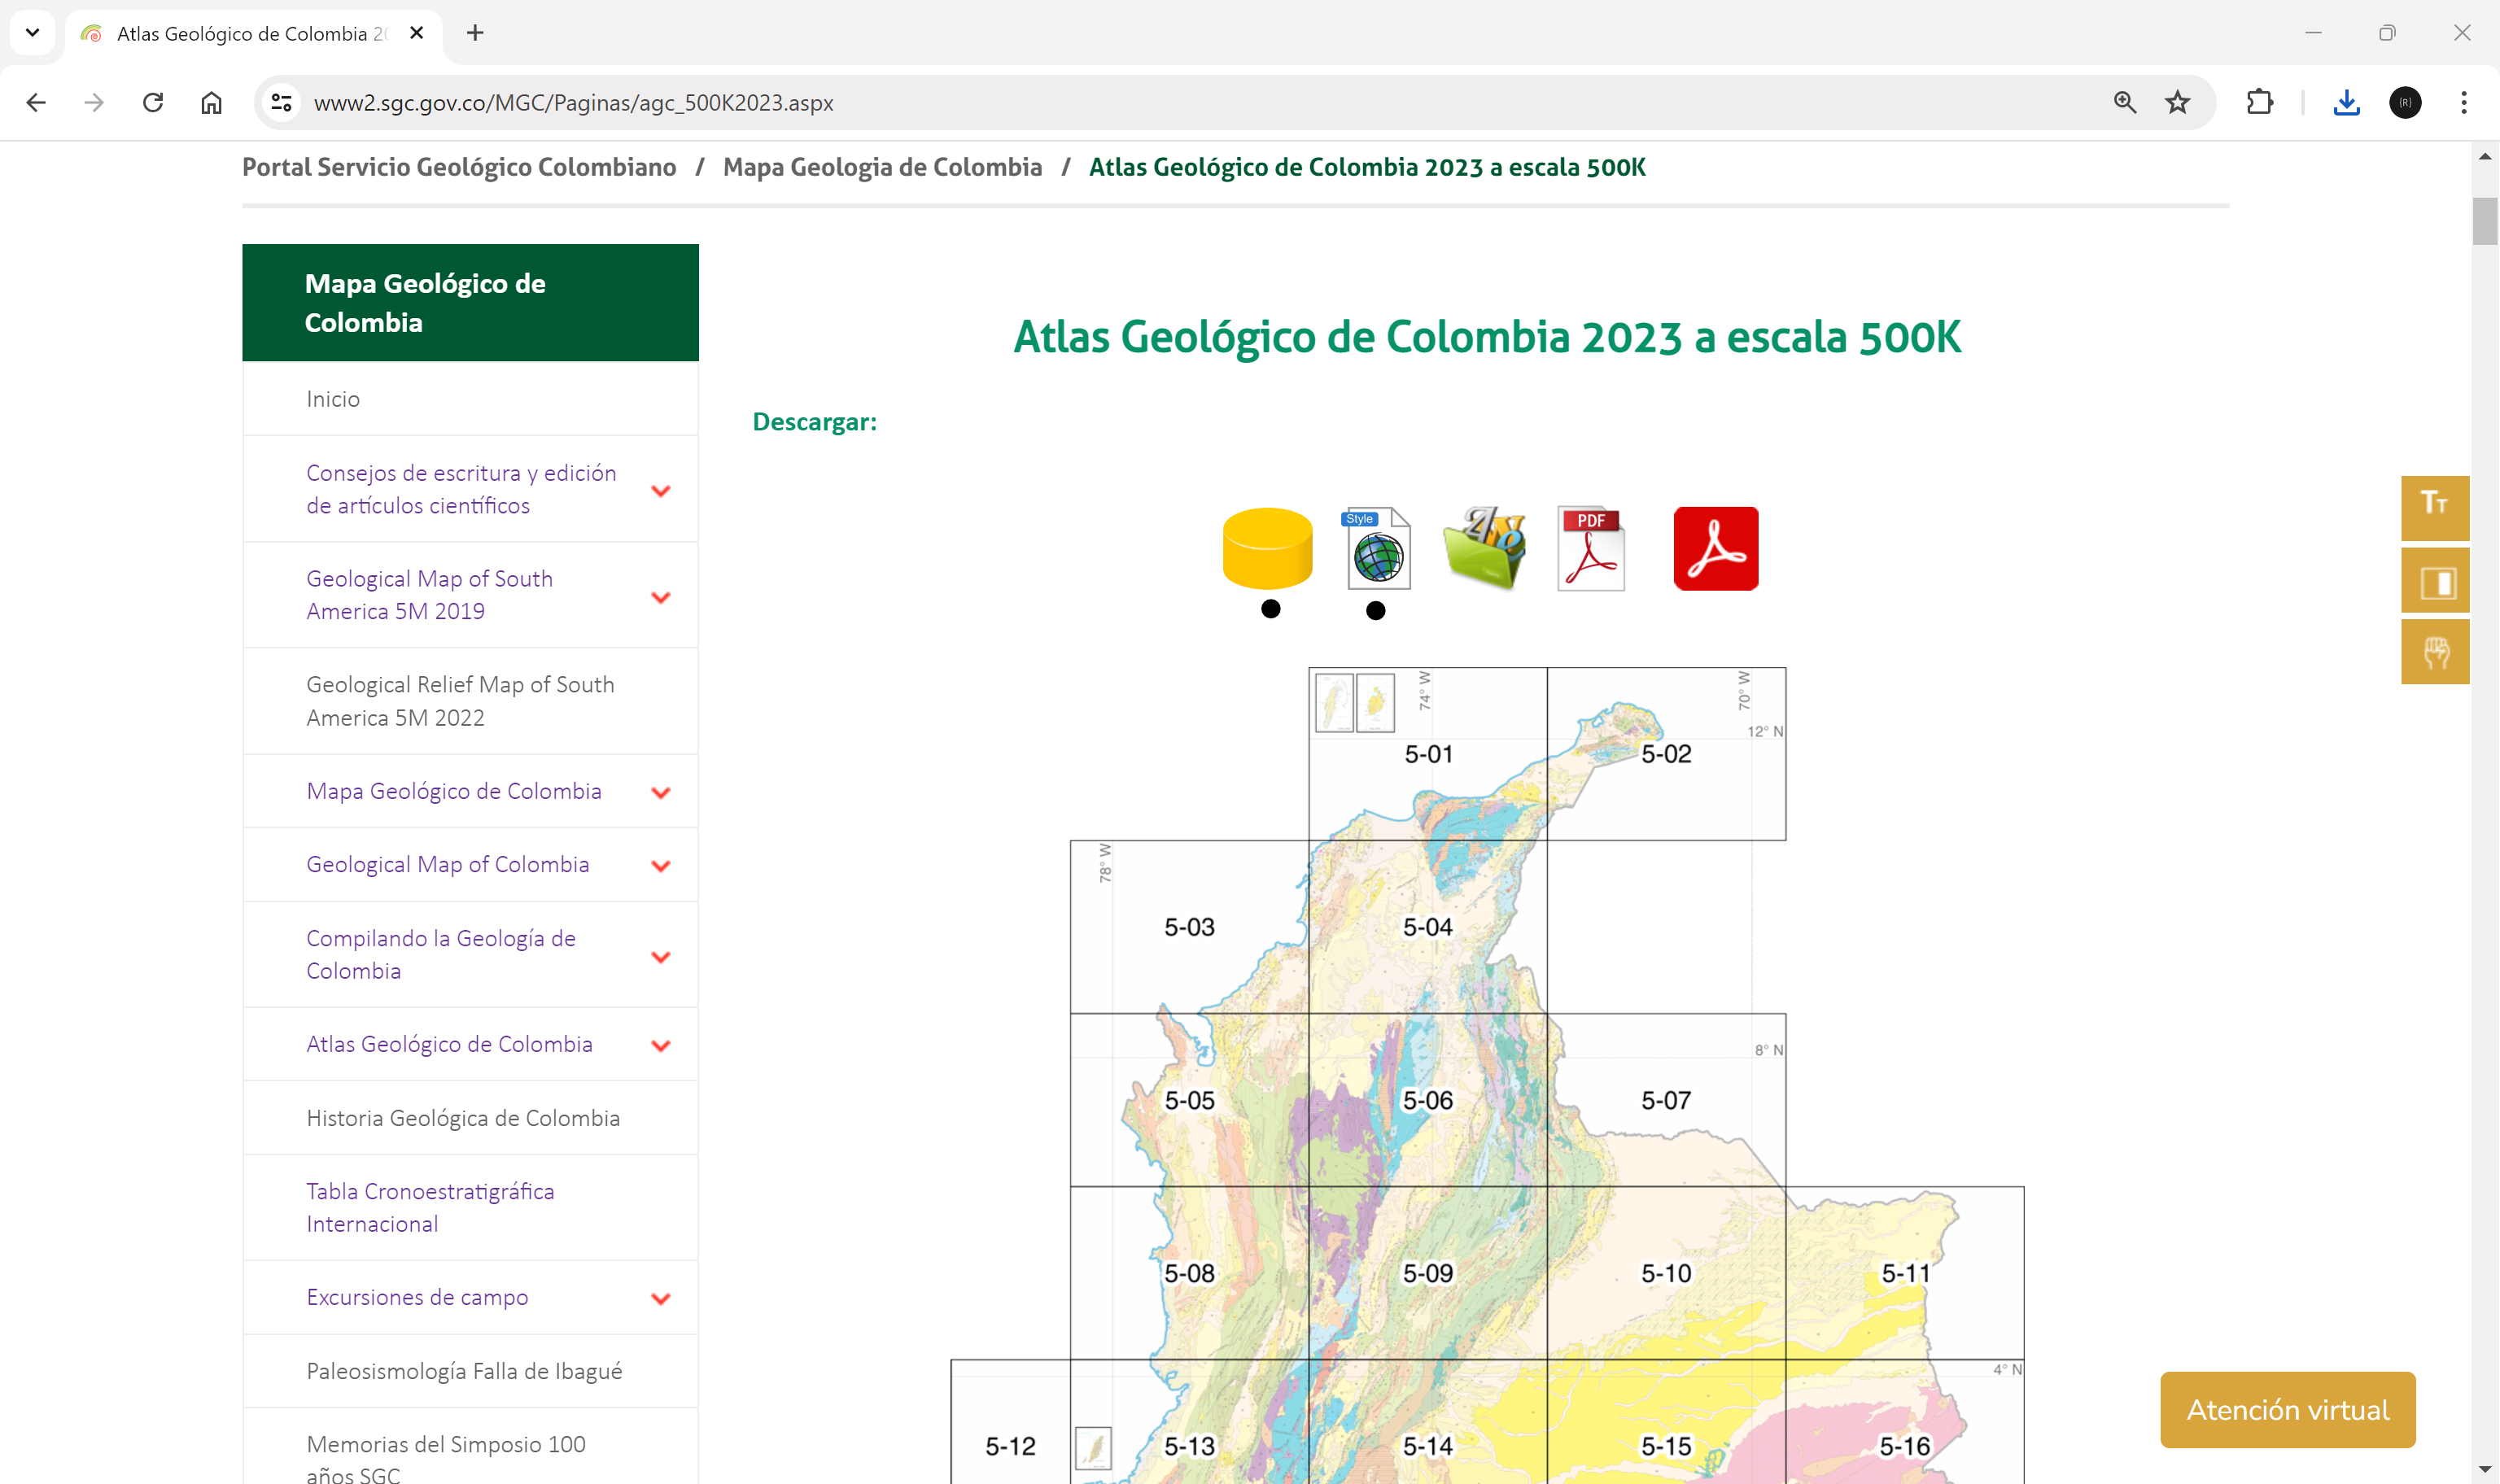 Atlas Geológico de Colombia 20
www2.sgc.gov.co/MGC/Paginas/agc_500K2023.aspx
{R}
Portal Servicio Geológico Colombiano / Mapa Geologia de Colombia / Atlas Geológico de Colombia 2023 a escala 500K
Mapa Geológico de
Colombia
Inicio
Consejos de escritura y edición
de artículos científicos
Geological Map of South
America 5M 2019
Geological Relief Map of South
America 5M 2022
Mapa Geológico de Colombia
Geological Map of Colombia
Compilando la Geología de
Colombia
Atlas Geológico de Colombia
Historia Geológica de Colombia
Tabla Cronoestratigráfica
Internacional
Excursiones de campo
Paleosismología Falla de Ibagué
Memorias del Simposio 100
años SGC
Atlas Geológico de Colombia 2023 a escala 500K
Descargar:
Style
PDF
74° W
70° W
12° N
5-01
5-02
78° W
5-03
5-04
8° N
5-05
5-06
5-07
5-08
5-09
5-10
5-11
4° N
5-12
5-13
5-14
5-15
5-16
TT
Atención virtual